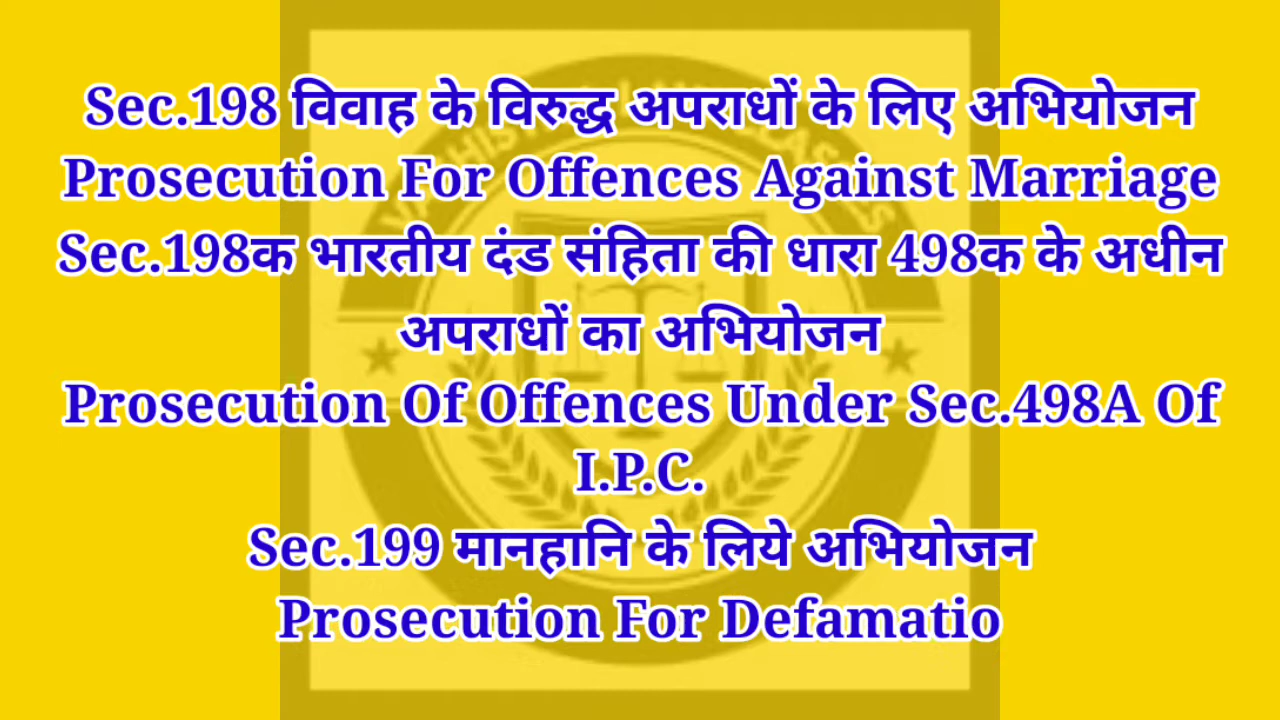 Sec.198 विवाह के विरुद्ध अपराधों के लिए अभियोजन
Prosecution For Offences Against Marriage
Sec.198क भारतीय दंड संहिता की धारा 498क के अधीन
अपराधों का अभियोजन
Prosecution Of Offences Under Sec.498A Of
I.P.C.
Sec.199 मानहानि के लिये अभियोजन
Prosecution For Defamatio